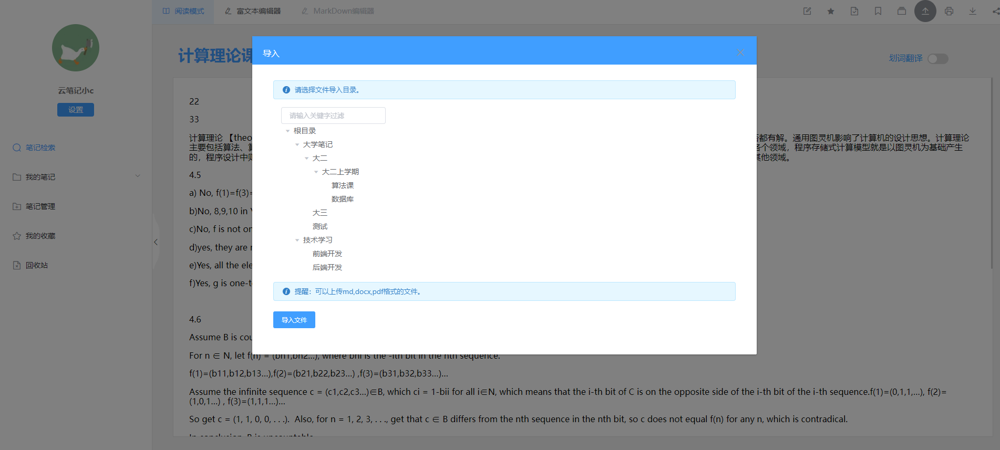 阅读模式 富文本编辑器 MarkDown编辑器
云笔记小c
设置
笔记检索
我的笔记
笔记管理
我的收藏
回收站
计算理论课
划词翻译
导入
请选择文件导入目录。
请输入关键字过滤
根目录
大学笔记
大二
大二上学期
算法课
数据库
大三
测试
技术学习
前端开发
后端开发
提醒：可以上传md,docx,pdf格式的文件。
导入文件
22
33
计算理论 【theo 都有解。通用图灵机影响了计算机的设计思想。计算理论
主要包括算法、 各个领域，程序存储式计算模型就是以图灵机为基础产生
的，程序设计中 其他领域。
4.5
a) No, f(1)=f(3)=
b)No, 8,9,10 in
c)No, f is not on
d)yes, they are
e)Yes, all the ele
f)Yes, g is one-t
4.6
Assume B is cou
For n ∈ N, let f(n) = (bn1,bn2...), where bni is the -ith bit in the nth sequence.
f(1)=(b11,b12,b13...),f(2)=(b21,b22,b23...) ,f(3)=(b31,b32,b33...)...
Assume the infinite sequence c = (c1,c2,c3...)∈B, which ci = 1-bii for all i∈N, which means that the i-th bit of C is on the opposite side of the i-th bit of the i-th sequence.f(1)=(0,1,1,...), f(2)=
(1,0,1...) , f(3)=(1,1,1...)...
So get c = (1, 1, 0, 0, . . .).  Also, for n = 1, 2, 3, . . ., get that c ∈ B differs from the nth sequence in the nth bit, so c does not equal f(n) for any n, which is contradical.
In conclusion, B is uncountable